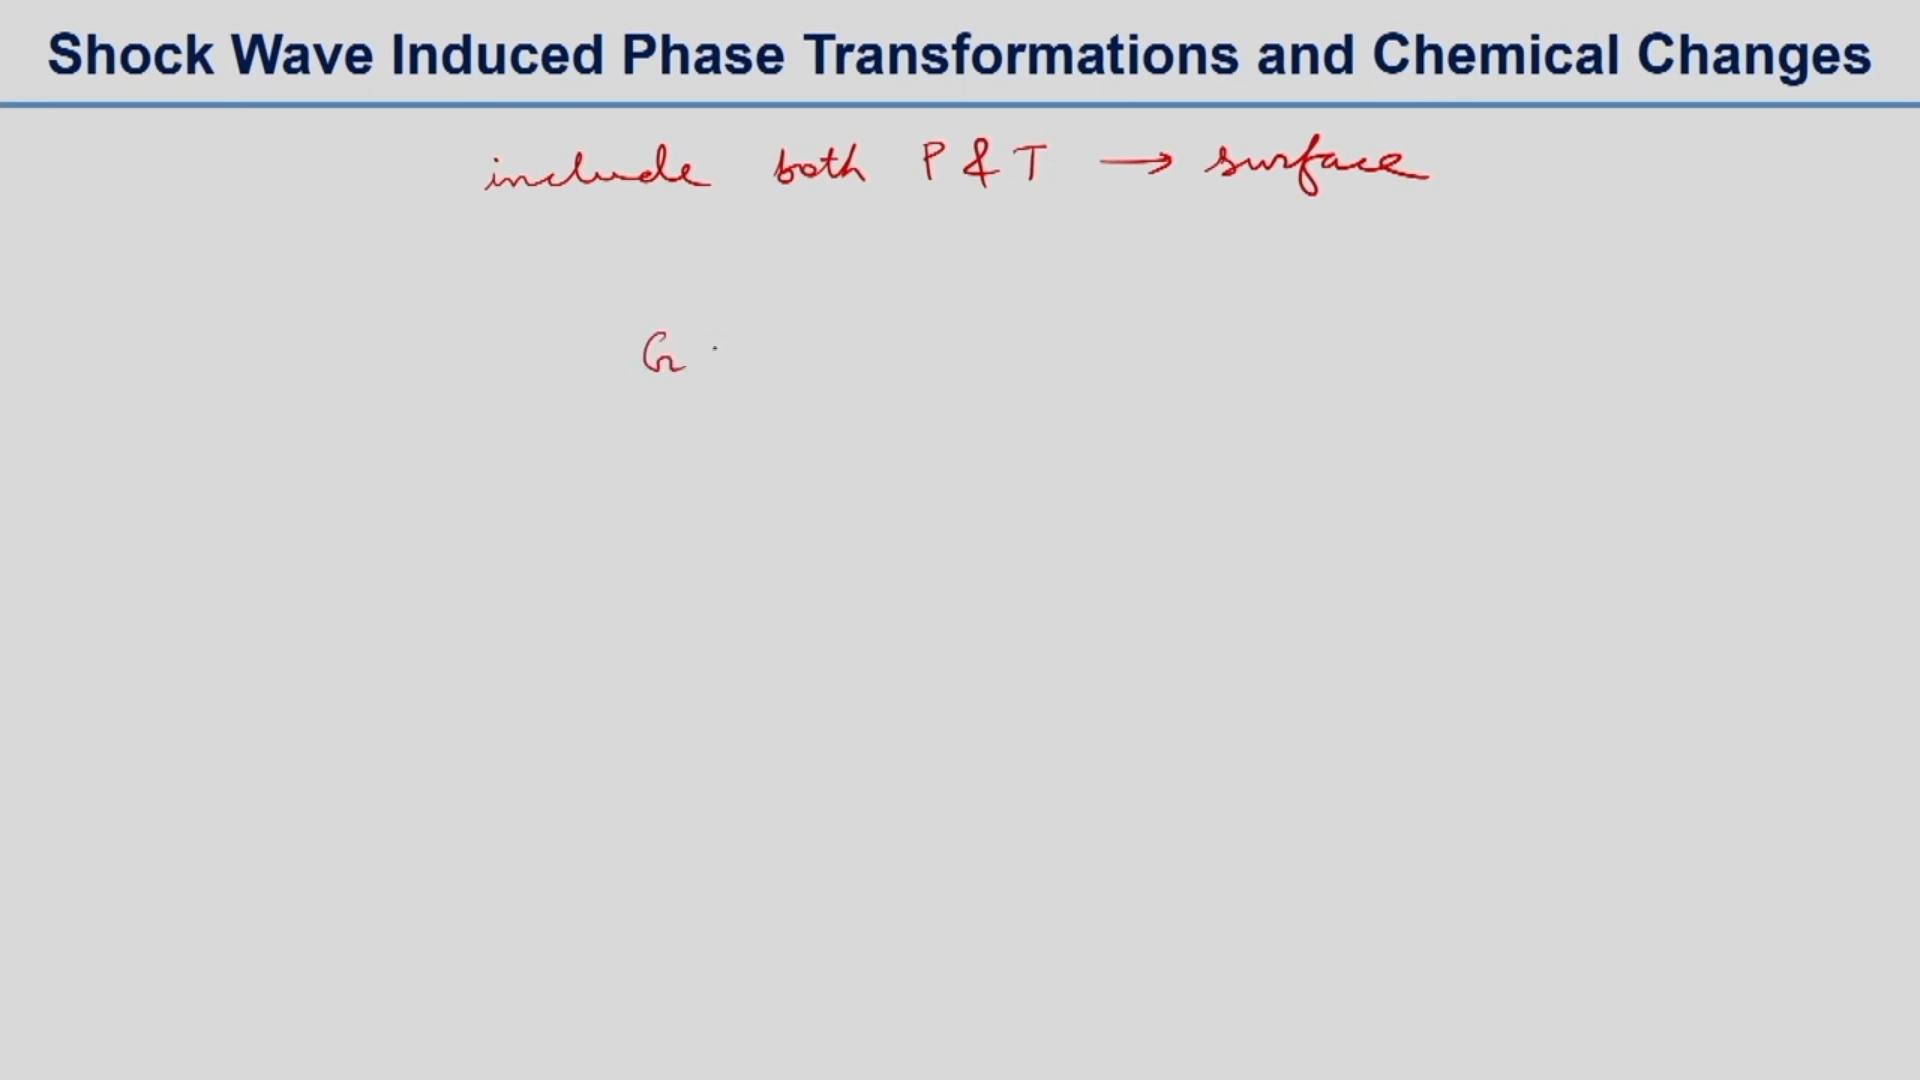 Shock Wave Induced Phase Transformations and Chemical Changes
include both P & T → surface
G